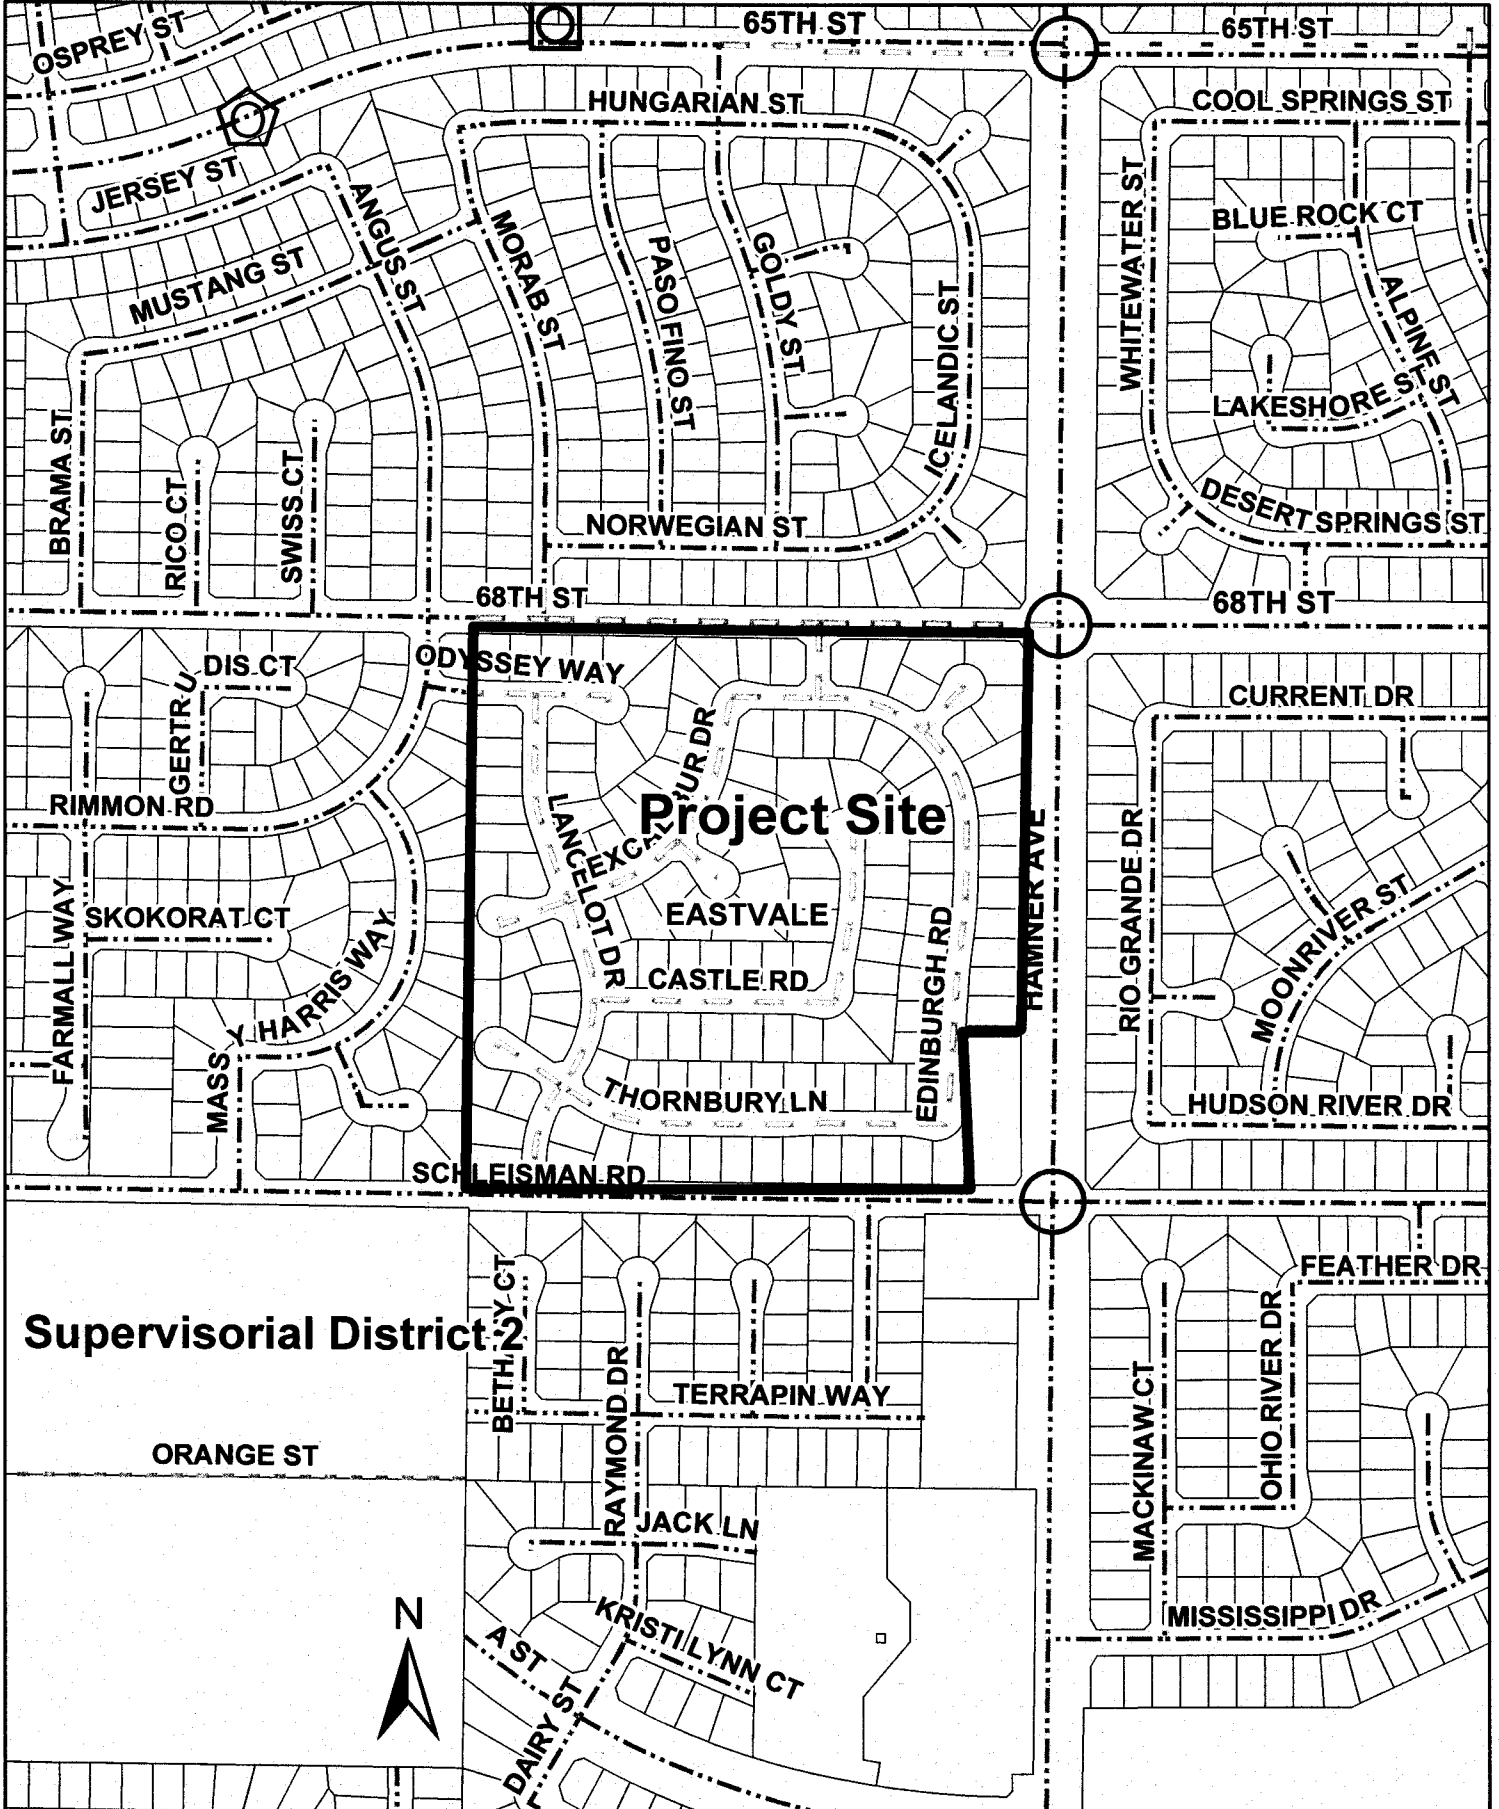 OSPREY ST
65TH ST
65TH ST
HUNGARIAN ST
COOL SPRINGS ST
JERSEY ST
ANGUS ST
MORAB ST
PASO FINO ST
GOLDY ST
WHITEWATER ST
BLUE ROCK CT
MUSTANG ST
ICELANDIC ST
ALPINE ST
LAKESHORE ST
BRAMA ST
RICO CT
SWISS CT
NORWEGIAN ST
DESERT SPRINGS ST
68TH ST
68TH ST
DIS CT
GERTRU
ODYSSEY WAY
CURRENT DR
RIMMON RD
LANCELOT DR
Project Site
HAMNER AVE
RIO GRANDE DR
FARMALL WAY
SKOKORAT CT
EASTVALE
MOONRIVER ST
MASS Y HARRIS WAY
CASTLE RD
EDINBURGH RD
THORNBURY LN
HUDSON RIVER DR
SCHLEISMAN RD
FEATHER DR
Supervisorial District 2
RAYMOND DR
TERRAPIN WAY
MACKINAW CT
OHIO RIVER DR
ORANGE ST
JACK LN
N
A ST
KRISTI LYNN CT
MISSISSIPPI DR
DAIRY ST